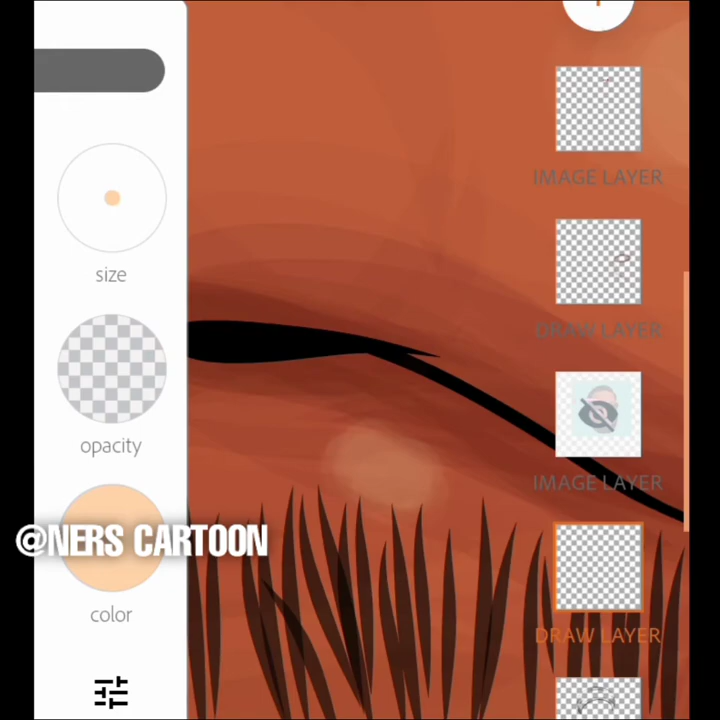 size
opacity
@NERS CARTOON
color
IMAGE LAYER
DRAW LAYER
IMAGE LAYER
DRAW LAYER